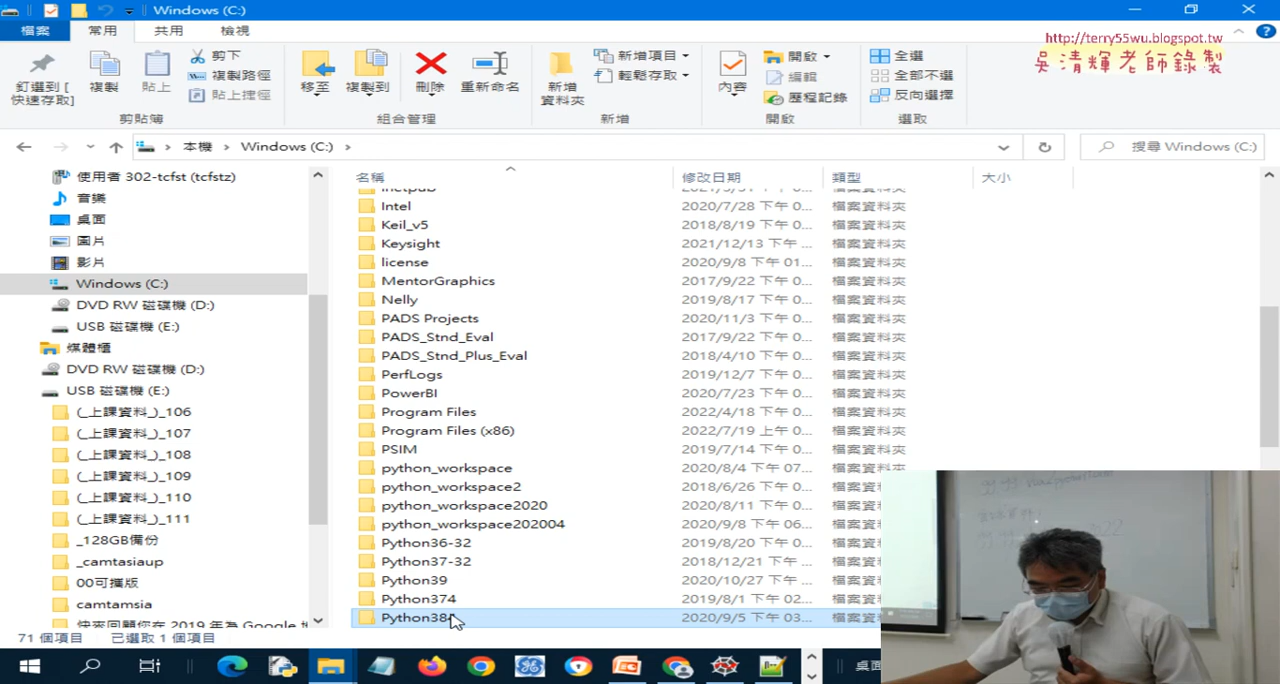 Windows (C:)
檔案 常用 共用 檢視
http://terry55wu.blogspot.tw
吳清輝老師錄製
釘選到 [快速存取]
複製
貼上
剪下
複製路徑
貼上捷徑
移至
複製到
刪除
重新命名
新增資料夾
新增項目
輕鬆存取
內容
開啟
編輯
歷程記錄
全選
全部不選
反向選擇
剪貼簿 組合管理 新增 開啟 選取
本機 › Windows (C:) ›
搜尋 Windows (C:)
使用者 302-tcfst (tcfstz)
音樂
桌面
圖片
影片
Windows (C:)
DVD RW 磁碟機 (D:)
USB 磁碟機 (E:)
媒體櫃
DVD RW 磁碟機 (D:)
USB 磁碟機 (E:)
(_上課資料_)_106
(_上課資料_)_107
(_上課資料_)_108
(_上課資料_)_109
(_上課資料_)_110
(_上課資料_)_111
_128GB備份
_camtasiaup
00可攜版
camtamsia
快來回顧您在 2019 年為 Google
名稱 修改日期 類型 大小
Intel 2020/7/28 下午 0... 檔案資料夾
Keil_v5 2018/8/19 下午 0... 檔案資料夾
Keysight 2021/12/13 下午 ... 檔案資料夾
license 2020/9/8 下午 01... 檔案資料夾
MentorGraphics 2017/9/22 下午 0... 檔案資料夾
Nelly 2019/8/17 下午 0... 檔案資料夾
PADS Projects 2020/11/3 下午 0... 檔案資料夾
PADS_Stnd_Eval 2017/9/22 下午 0... 檔案資料夾
PADS_Stnd_Plus_Eval 2018/4/10 下午 0... 檔案資料夾
PerfLogs 2019/12/7 下午 0... 檔案資料夾
PowerBI 2020/7/23 下午 0... 檔案資料夾
Program Files 2022/4/18 下午 0... 檔案資料夾
Program Files (x86) 2022/7/19 上午 0... 檔案資料夾
PSIM 2019/7/14 下午 0... 檔案資料夾
python_workspace 2020/8/4 下午 07... 檔案資料夾
python_workspace2 2018/6/26 下午 0...
python_workspace2020 2020/8/11 下午 0...
python_workspace202004 2020/9/8 下午 06...
Python36-32 2019/8/20 下午 0...
Python37-32 2018/12/21 下午 ...
Python39 2020/10/27 下午 ...
Python374 2019/8/1 下午 02...
2020/9/5 下午 03...
71 個項目 已選取 1 個項目